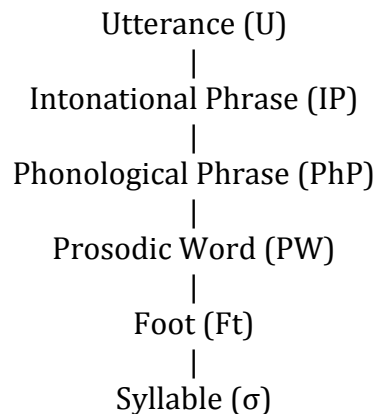 Utterance (U)
Intonational Phrase (IP)
Phonological Phrase (PhP)
Prosodic Word (PW)
Foot (Ft)
Syllable (σ)